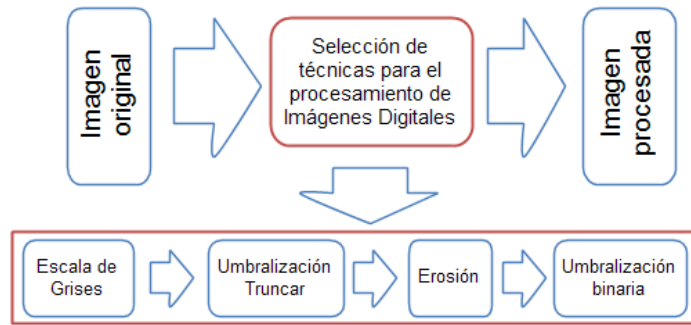 Imagen
original
Selección de
técnicas para el
procesamiento de
Imágenes Digitales
Imagen
procesada
Escala de
Grises
Umbralización
Truncar
Erosión
Umbralización
binaria